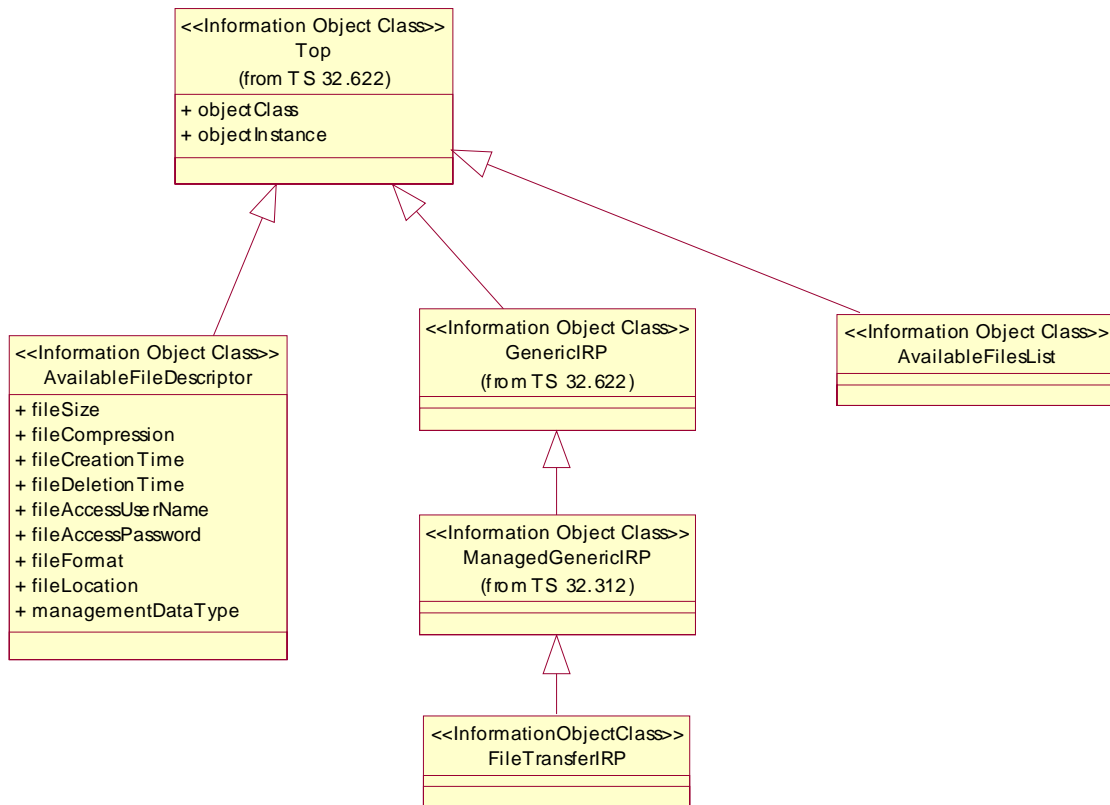 <<Information Object Class>>
Top
(from TS 32.622)
+ objectClass
+ objectInstance
<<Information Object Class>>
AvailableFileDescriptor
+ fileSize
+ fileCompression
+ fileCreationTime
+ fileDeletionTime
+ fileAccessUserName
+ fileAccessPassword
+ fileFormat
+ fileLocation
+ managementDataType
<<Information Object Class>>
GenericIRP
(from TS 32.622)
<<Information Object Class>>
AvailableFilesList
<<Information Object Class>>
ManagedGenericIRP
(from TS 32.312)
<<InformationObjectClass>>
FileTransferIRP